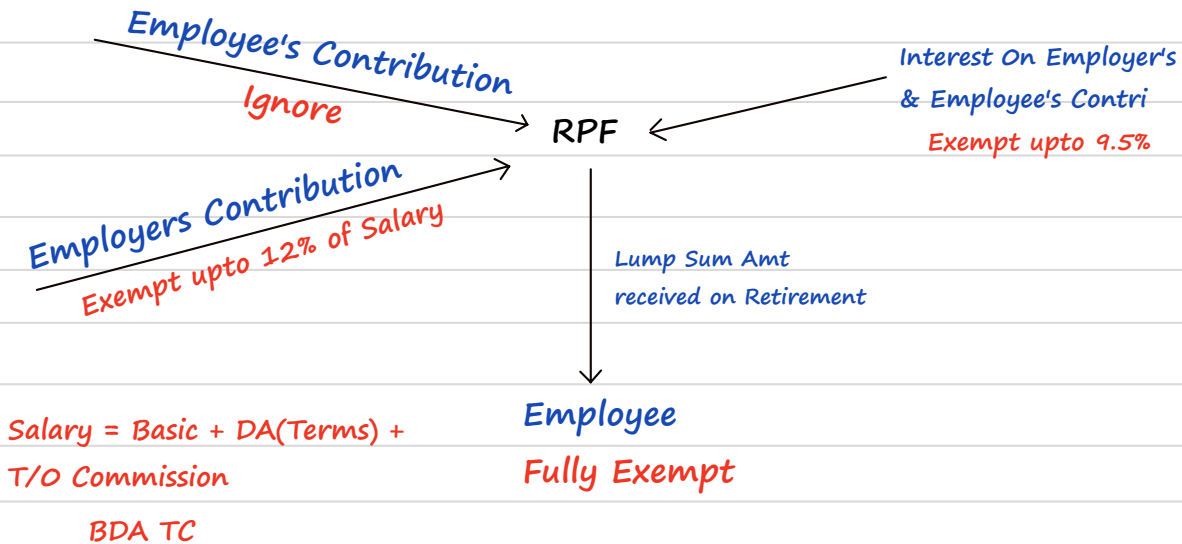 Employee's Contribution
Ignore
Interest On Employer's
& Employee's Contri
Exempt upto 9.5%
RPF
Employers Contribution
Exempt upto 12% of Salary
Lump Sum Amt
received on Retirement
Employee
Fully Exempt
Salary = Basic + DA(Terms) +
T/O Commission
BDA TC